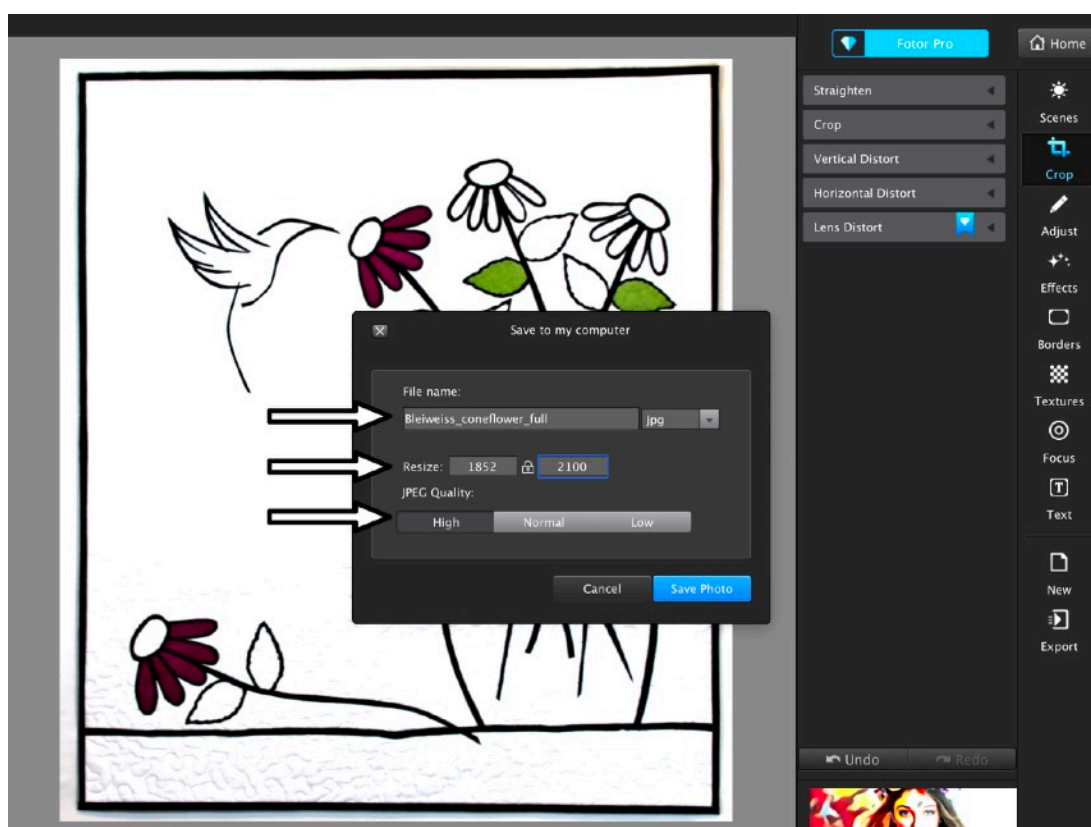 Fotor Pro
Home
Straighten
Crop
Vertical Distort
Horizontal Distort
Lens Distort
Scenes
Crop
Adjust
Effects
Borders
Textures
Focus
T
Text
New
Export
Save to my computer
File name:
Bleiweiss_coneflower_full jpg
Resize: 1852 2100
JPEG Quality:
High Normal Low
Cancel Save Photo
Undo Redo